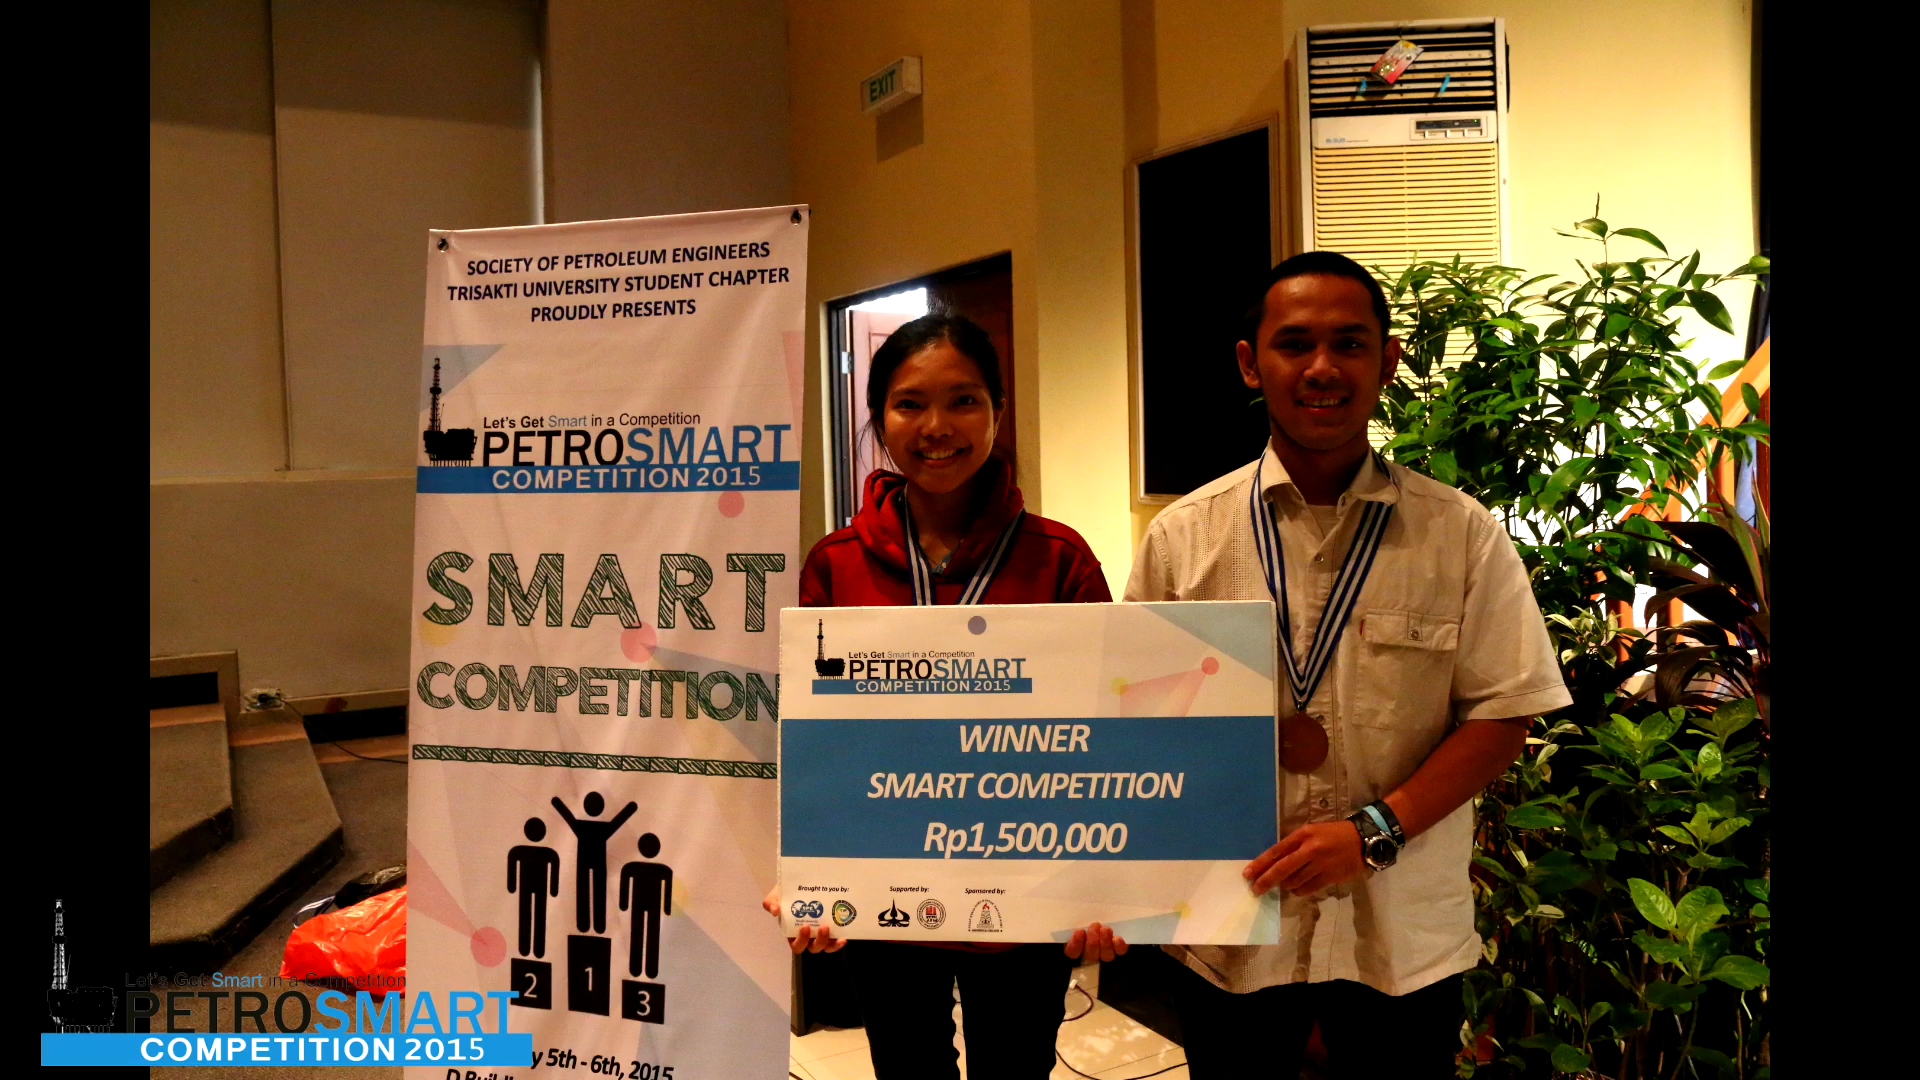 EXIT
SOCIETY OF PETROLEUM ENGINEERS
TRISAKTI UNIVERSITY STUDENT CHAPTER
PROUDLY PRESENTS
Let's Get Smart in a Competition
PETROSMART
COMPETITION 2015
SMART
COMPETITION
2 1 3
5th - 6th, 2015
Let's Get Smart in a Competition
PETROSMART
COMPETITION 2015
WINNER
SMART COMPETITION
Rp1,500,000
Brought to you by: Supported by: Sponsored by:
Let's Get Smart in a Competition
PETROSMART
COMPETITION 2015